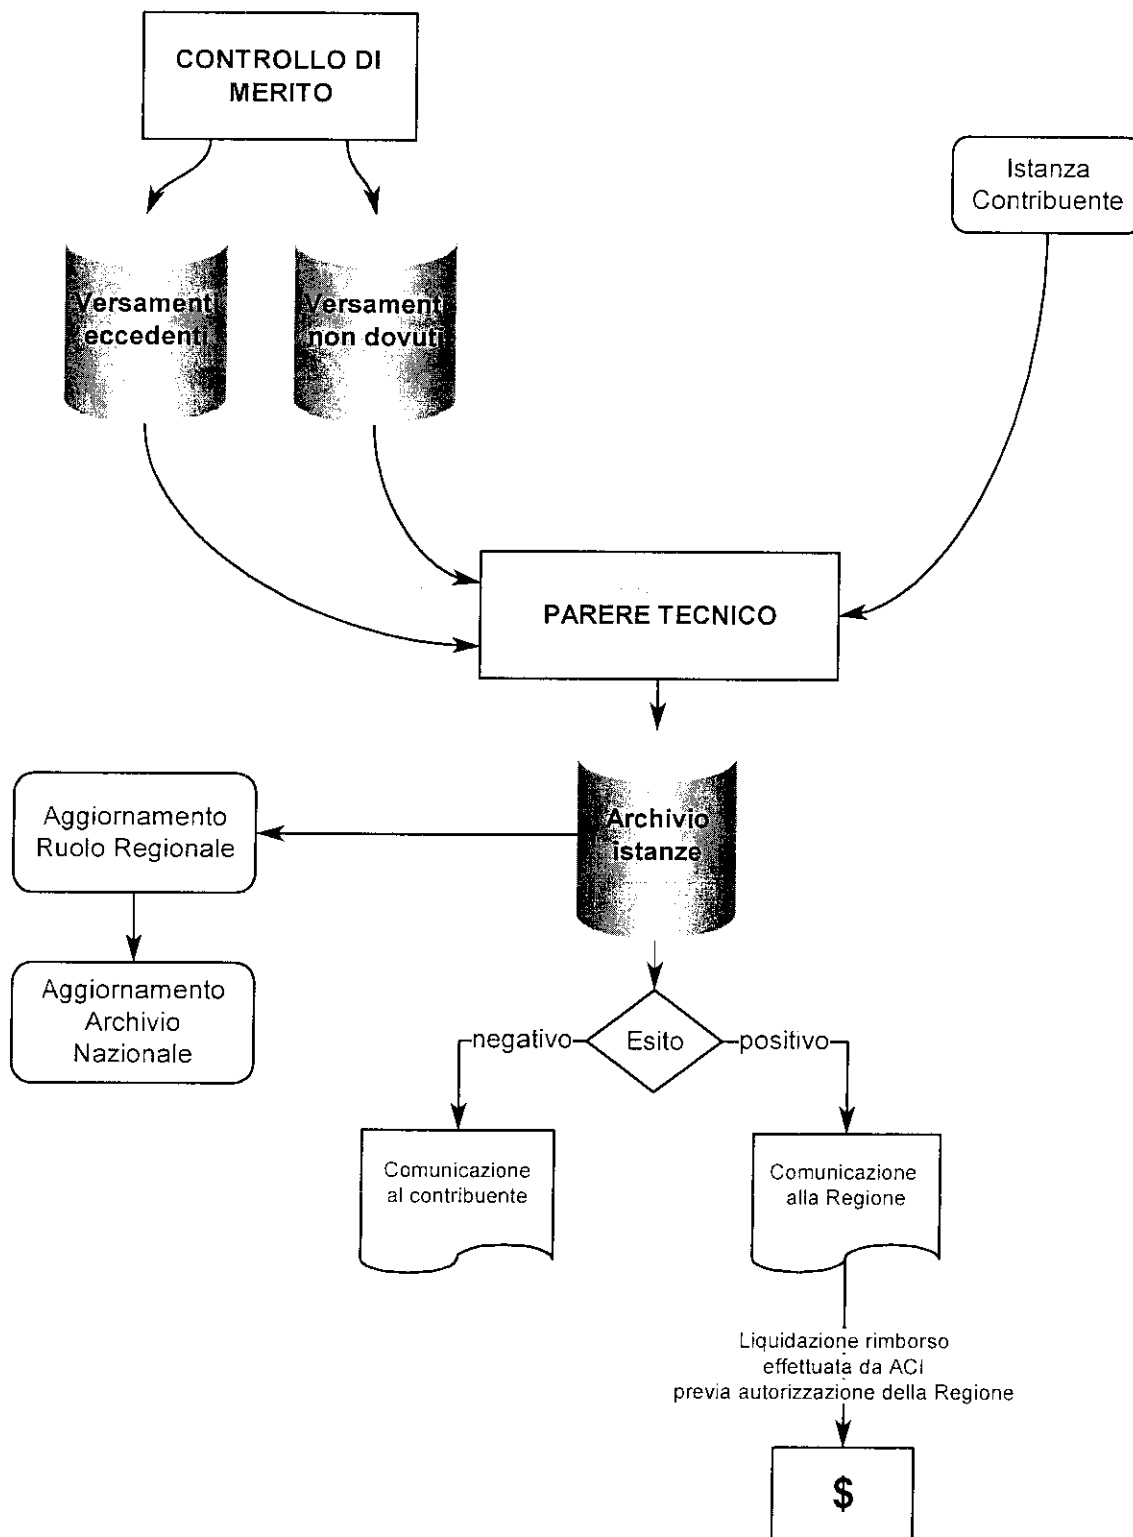 CONTROLLO DI
MERITO
Istanza
Contribuente
Versamenti
eccedenti
Versamenti
non dovuti
PARERE TECNICO
Aggiornamento
Ruolo Regionale
Archivio
istanze
Aggiornamento
Archivio
Nazionale
negativo
Esito
positivo
Comunicazione
al contribuente
Comunicazione
alla Regione
Liquidazione rimborso
effettuata da ACI
previa autorizzazione della Regione
$